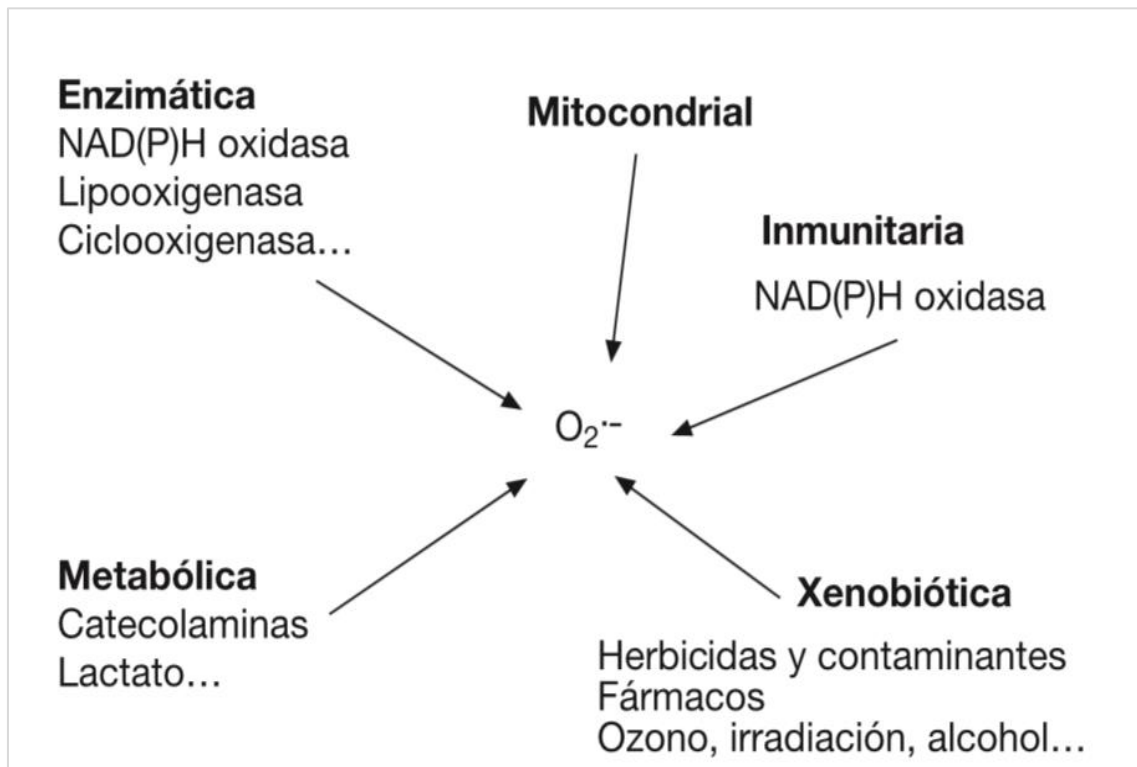 Enzimática
NAD(P)H oxidasa
Lipooxigenasa
Ciclooxigenasa…
Mitocondrial
Inmunitaria
NAD(P)H oxidasa
O₂·-
Metabólica
Catecolaminas
Lactato…
Xenobiótica
Herbicidas y contaminantes
Fármacos
Ozono, irradiación, alcohol…